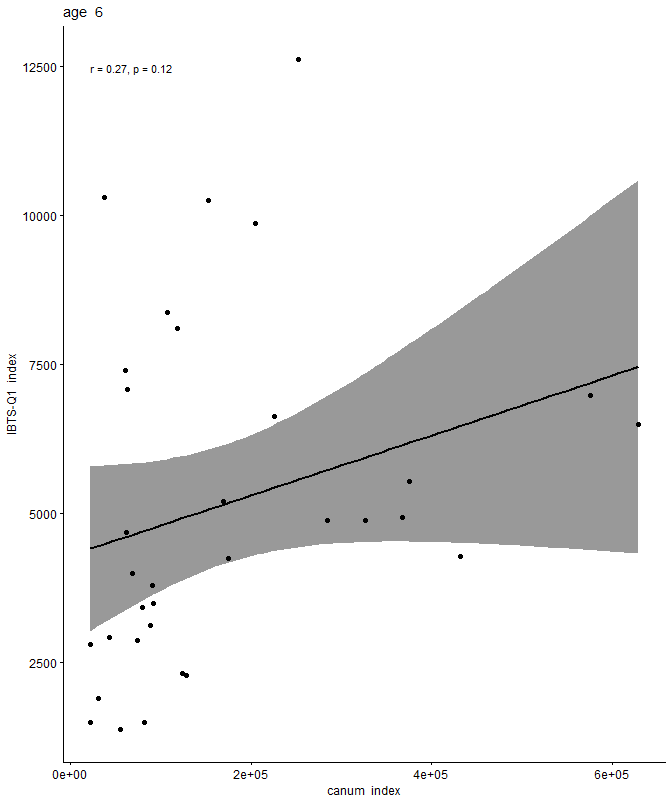 age 6
r = 0.27, p = 0.12
12500
10000
7500
5000
2500
IBTS-Q1 index
0e+00 2e+05 4e+05 6e+05
canum index